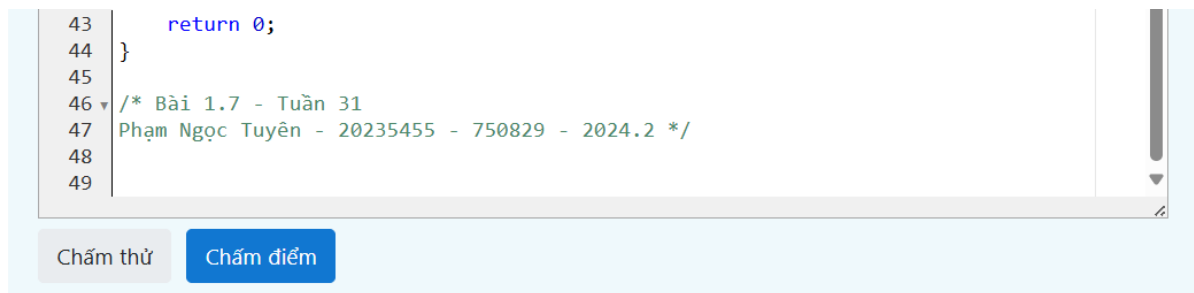 43 return 0;
44 }
45
46 /* Bài 1.7 - Tuần 31
47 Phạm Ngọc Tuyên - 20235455 - 750829 - 2024.2 */
48
49
Chấm thử Chấm điểm